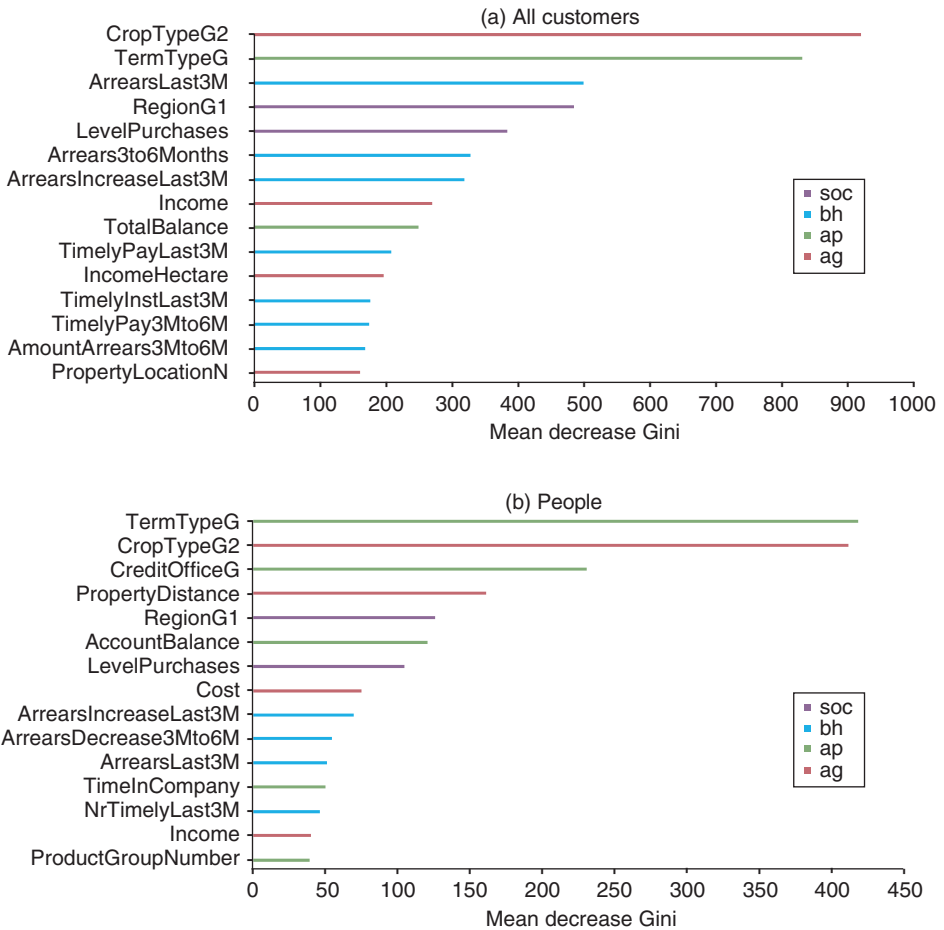 (a) All customers
CropTypeG2
TermTypeG
ArrearsLast3M
RegionG1
LevelPurchases
Arrears3to6Months
ArrearsIncreaseLast3M
Income
TotalBalance
TimelyPayLast3M
IncomeHectare
TimelyInstLast3M
TimelyPay3Mto6M
AmountArrears3Mto6M
PropertyLocationN
soc
bh
ap
ag
0 100 200 300 400 500 600 700 800 900 1000
Mean decrease Gini
(b) People
TermTypeG
CropTypeG2
CreditOfficeG
PropertyDistance
RegionG1
AccountBalance
LevelPurchases
Cost
ArrearsIncreaseLast3M
ArrearsDecrease3Mto6M
ArrearsLast3M
TimeInCompany
NrTimelyLast3M
Income
ProductGroupNumber
soc
bh
ap
ag
0 50 100 150 200 250 300 350 400 450
Mean decrease Gini